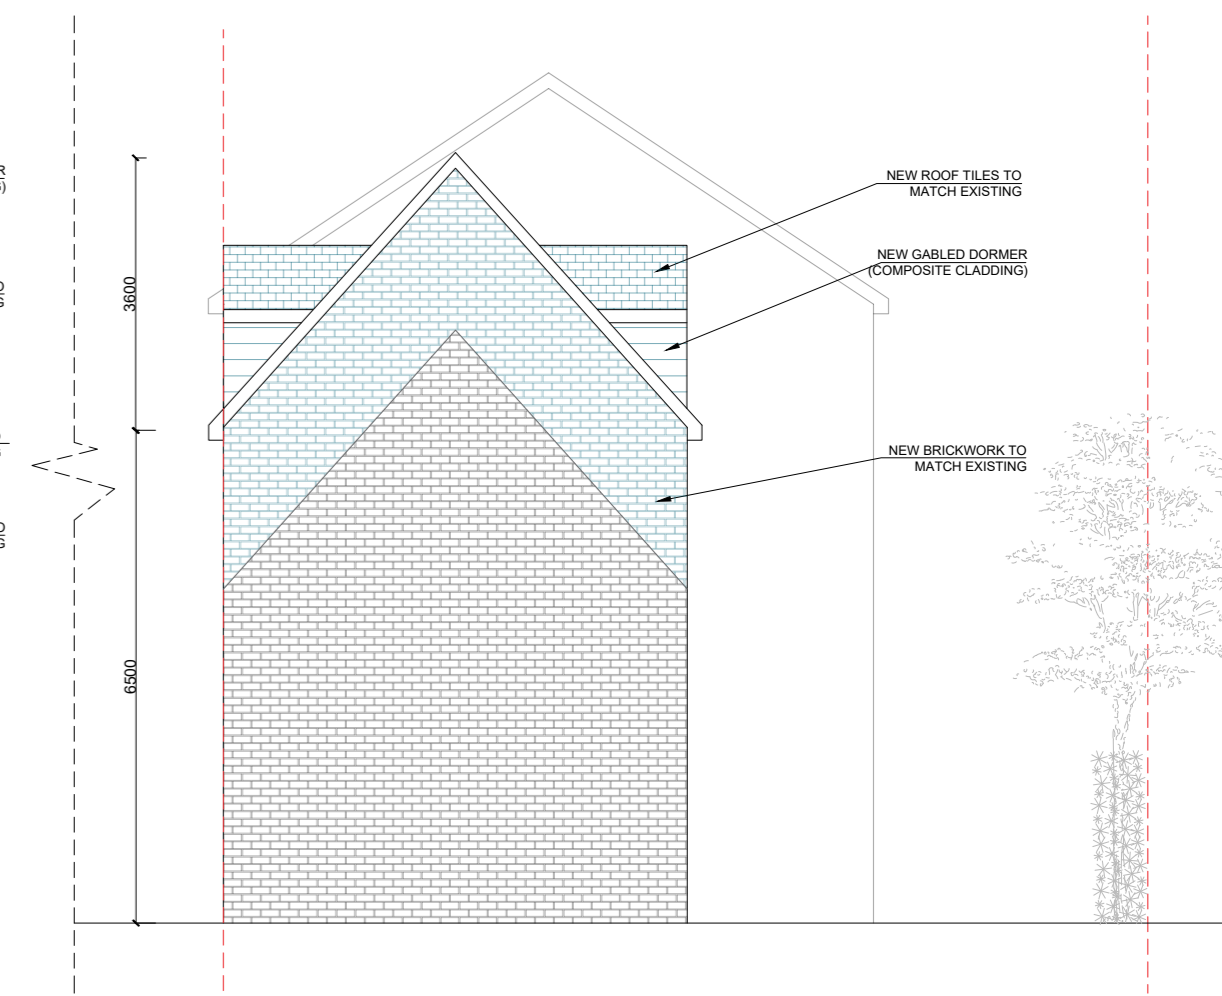 NEW ROOF TILES TO
MATCH EXISTING
NEW GABLED DORMER
(COMPOSITE CLADDING)
3600
NEW BRICKWORK TO
MATCH EXISTING
6500